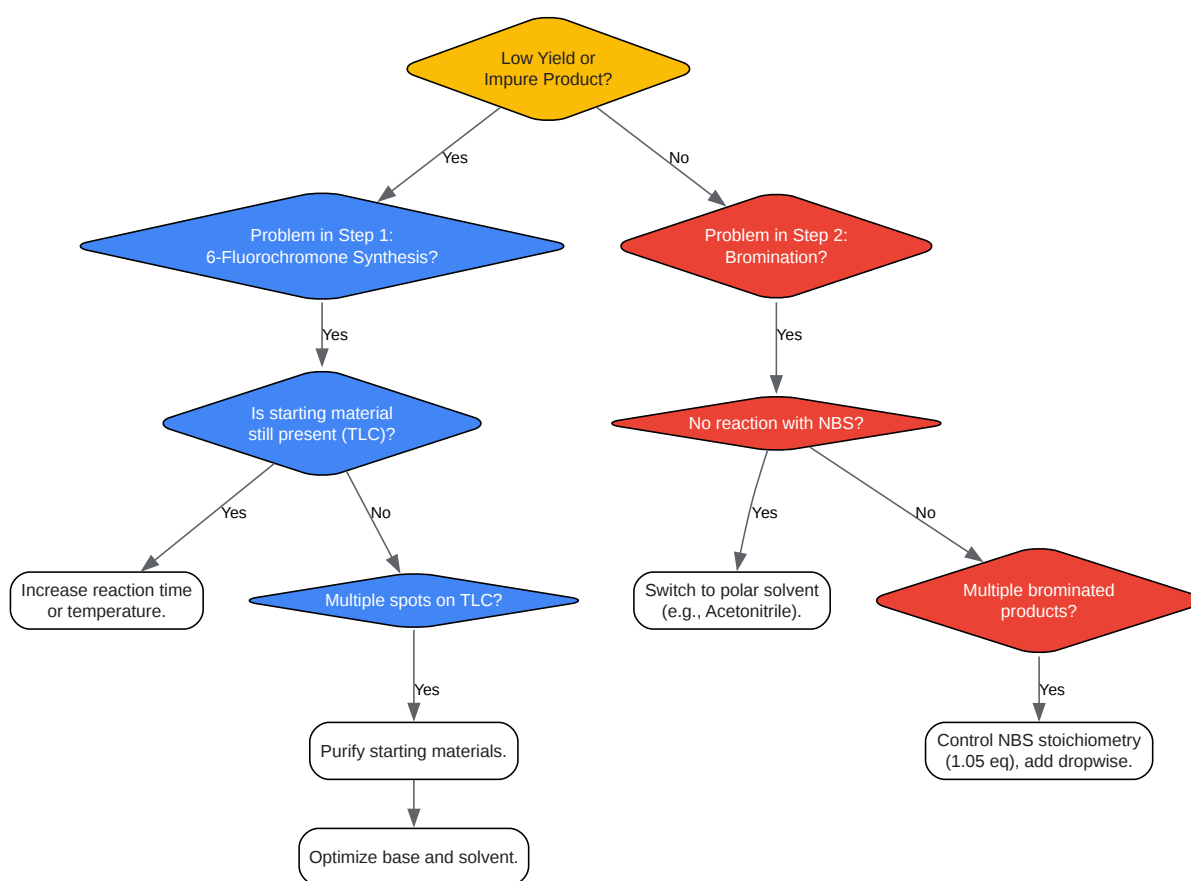 Low Yield or
Impure Product?
Yes
No
Problem in Step 1:
6-Fluorochromone Synthesis?
Problem in Step 2:
Bromination?
Yes
Yes
Is starting material
still present (TLC)?
No reaction with NBS?
Yes
No
Yes
No
Increase reaction time
or temperature.
Multiple spots on TLC?
Switch to polar solvent
(e.g., Acetonitrile).
Multiple brominated
products?
Yes
Yes
Purify starting materials.
Control NBS stoichiometry
(1.05 eq), add dropwise.
Optimize base and solvent.